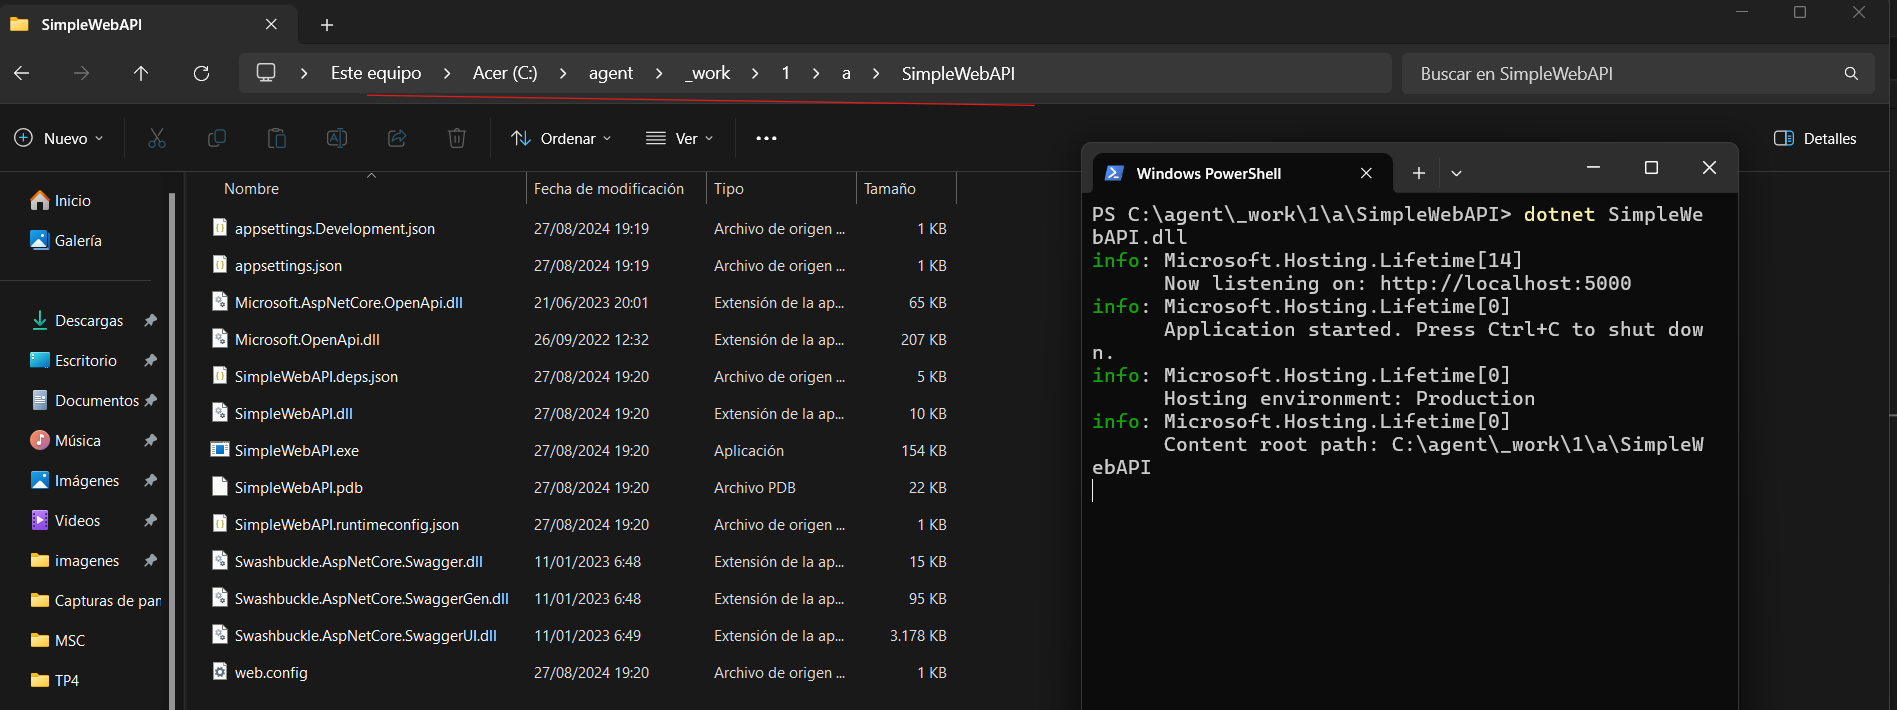 SimpleWebAPI
Este equipo > Acer (C:) > agent > _work > 1 > a > SimpleWebAPI
Buscar en SimpleWebAPI
Nuevo
Ordenar
Ver
Detalles
Inicio
Galería
Descargas
Escritorio
Documentos
Música
Imágenes
Videos
imagenes
Capturas de pan
MSC
TP4
Nombre Fecha de modificación Tipo Tamaño
appsettings.Development.json 27/08/2024 19:19 Archivo de origen ... 1 KB
appsettings.json 27/08/2024 19:19 Archivo de origen ... 1 KB
Microsoft.AspNetCore.OpenApi.dll 21/06/2023 20:01 Extensión de la ap... 65 KB
Microsoft.OpenApi.dll 26/09/2022 12:32 Extensión de la ap... 207 KB
SimpleWebAPI.deps.json 27/08/2024 19:20 Archivo de origen ... 5 KB
SimpleWebAPI.dll 27/08/2024 19:20 Extensión de la ap... 10 KB
SimpleWebAPI.exe 27/08/2024 19:20 Aplicación 154 KB
SimpleWebAPI.pdb 27/08/2024 19:20 Archivo PDB 22 KB
SimpleWebAPI.runtimeconfig.json 27/08/2024 19:20 Archivo de origen ... 1 KB
Swashbuckle.AspNetCore.Swagger.dll 11/01/2023 6:48 Extensión de la ap... 15 KB
Swashbuckle.AspNetCore.SwaggerGen.dll 11/01/2023 6:48 Extensión de la ap... 95 KB
Swashbuckle.AspNetCore.SwaggerUI.dll 11/01/2023 6:49 Extensión de la ap... 3.178 KB
web.config 27/08/2024 19:20 Archivo de origen ... 1 KB
Windows PowerShell
PS C:\agent\_work\1\a\SimpleWebAPI> dotnet SimpleWe
bAPI.dll
info: Microsoft.Hosting.Lifetime[14]
Now listening on: http://localhost:5000
info: Microsoft.Hosting.Lifetime[0]
Application started. Press Ctrl+C to shut dow
n.
info: Microsoft.Hosting.Lifetime[0]
Hosting environment: Production
info: Microsoft.Hosting.Lifetime[0]
Content root path: C:\agent\_work\1\a\SimpleW
ebAPI